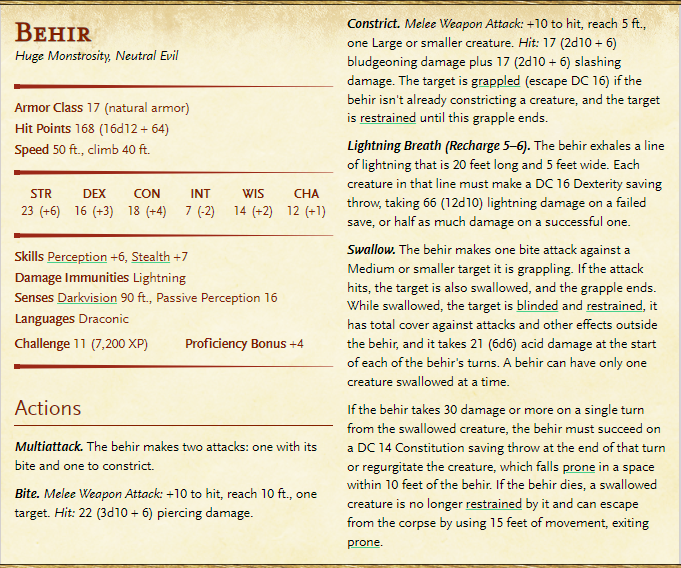 BEHIR
Huge Monstrosity, Neutral Evil
Armor Class 17 (natural armor)
Hit Points 168 (16d12 + 64)
Speed 50 ft., climb 40 ft.
STR DEX CON INT WIS CHA
23 (+6) 16 (+3) 18 (+4) 7 (-2) 14 (+2) 12 (+1)
Skills Perception +6, Stealth +7
Damage Immunities Lightning
Senses Darkvision 90 ft., Passive Perception 16
Languages Draconic
Challenge 11 (7,200 XP) Proficiency Bonus +4
Actions
Multiattack. The behir makes two attacks: one with its
bite and one to constrict.
Bite. Melee Weapon Attack: +10 to hit, reach 10 ft., one
target. Hit: 22 (3d10 + 6) piercing damage.
Constrict. Melee Weapon Attack: +10 to hit, reach 5 ft.,
one Large or smaller creature. Hit: 17 (2d10 + 6)
bludgeoning damage plus 17 (2d10 + 6) slashing
damage. The target is grappled (escape DC 16) if the
behir isn't already constricting a creature, and the target
is restrained until this grapple ends.
Lightning Breath (Recharge 5–6). The behir exhales a line
of lightning that is 20 feet long and 5 feet wide. Each
creature in that line must make a DC 16 Dexterity saving
throw, taking 66 (12d10) lightning damage on a failed
save, or half as much damage on a successful one.
Swallow. The behir makes one bite attack against a
Medium or smaller target it is grappling. If the attack
hits, the target is also swallowed, and the grapple ends.
While swallowed, the target is blinded and restrained, it
has total cover against attacks and other effects outside
the behir, and it takes 21 (6d6) acid damage at the start
of each of the behir's turns. A behir can have only one
creature swallowed at a time.
If the behir takes 30 damage or more on a single turn
from the swallowed creature, the behir must succeed on
a DC 14 Constitution saving throw at the end of that turn
or regurgitate the creature, which falls prone in a space
within 10 feet of the behir. If the behir dies, a swallowed
creature is no longer restrained by it and can escape
from the corpse by using 15 feet of movement, exiting
prone.